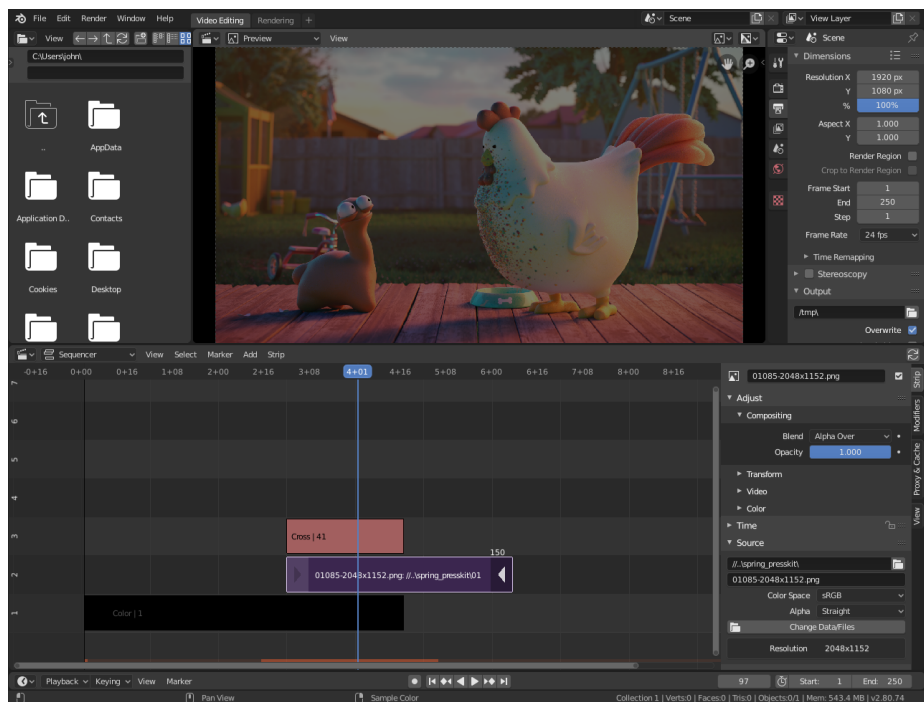 File Edit Render Window Help Video Editing Rendering + Scene View Layer
View Preview View Scene
C:\Users\john\
Dimensions
Resolution X 1920 px
Y 1080 px
% 100%
Aspect X 1.000
Y 1.000
Render Region
Crop to Render Region
Frame Start 1
End 250
Step 1
Frame Rate 24 fps
Time Remapping
Stereoscopy
Output
/tmp\
Overwrite
..
AppData
Application D..
Contacts
Cookies
Desktop
Sequencer View Select Marker Add Strip
-0+16 0+00 0+16 1+08 2+00 2+16 3+08 4+01 4+16 5+08 6+00 6+16 7+08 8+00 8+16
7
6
5
4
3
2
1
Cross | 41
150
01085-2048x1152.png: //..\spring_presskit\01
Color | 1
01085-2048x1152.png
Adjust
Compositing
Blend Alpha Over
Opacity 1.000
Transform
Video
Color
Time
Source
//..\spring_presskit\
01085-2048x1152.png
Color Space sRGB
Alpha Straight
Change Data/Files
Resolution 2048x1152
Strip
Modifiers
Proxy & Cache
View
Playback Keying View Marker 97 Start: 1 End: 250
Pan View Sample Color Collection 1 | Verts:0 | Faces:0 | Tris:0 | Objects:0/1 | Mem: 543.4 MB | v2.80.74